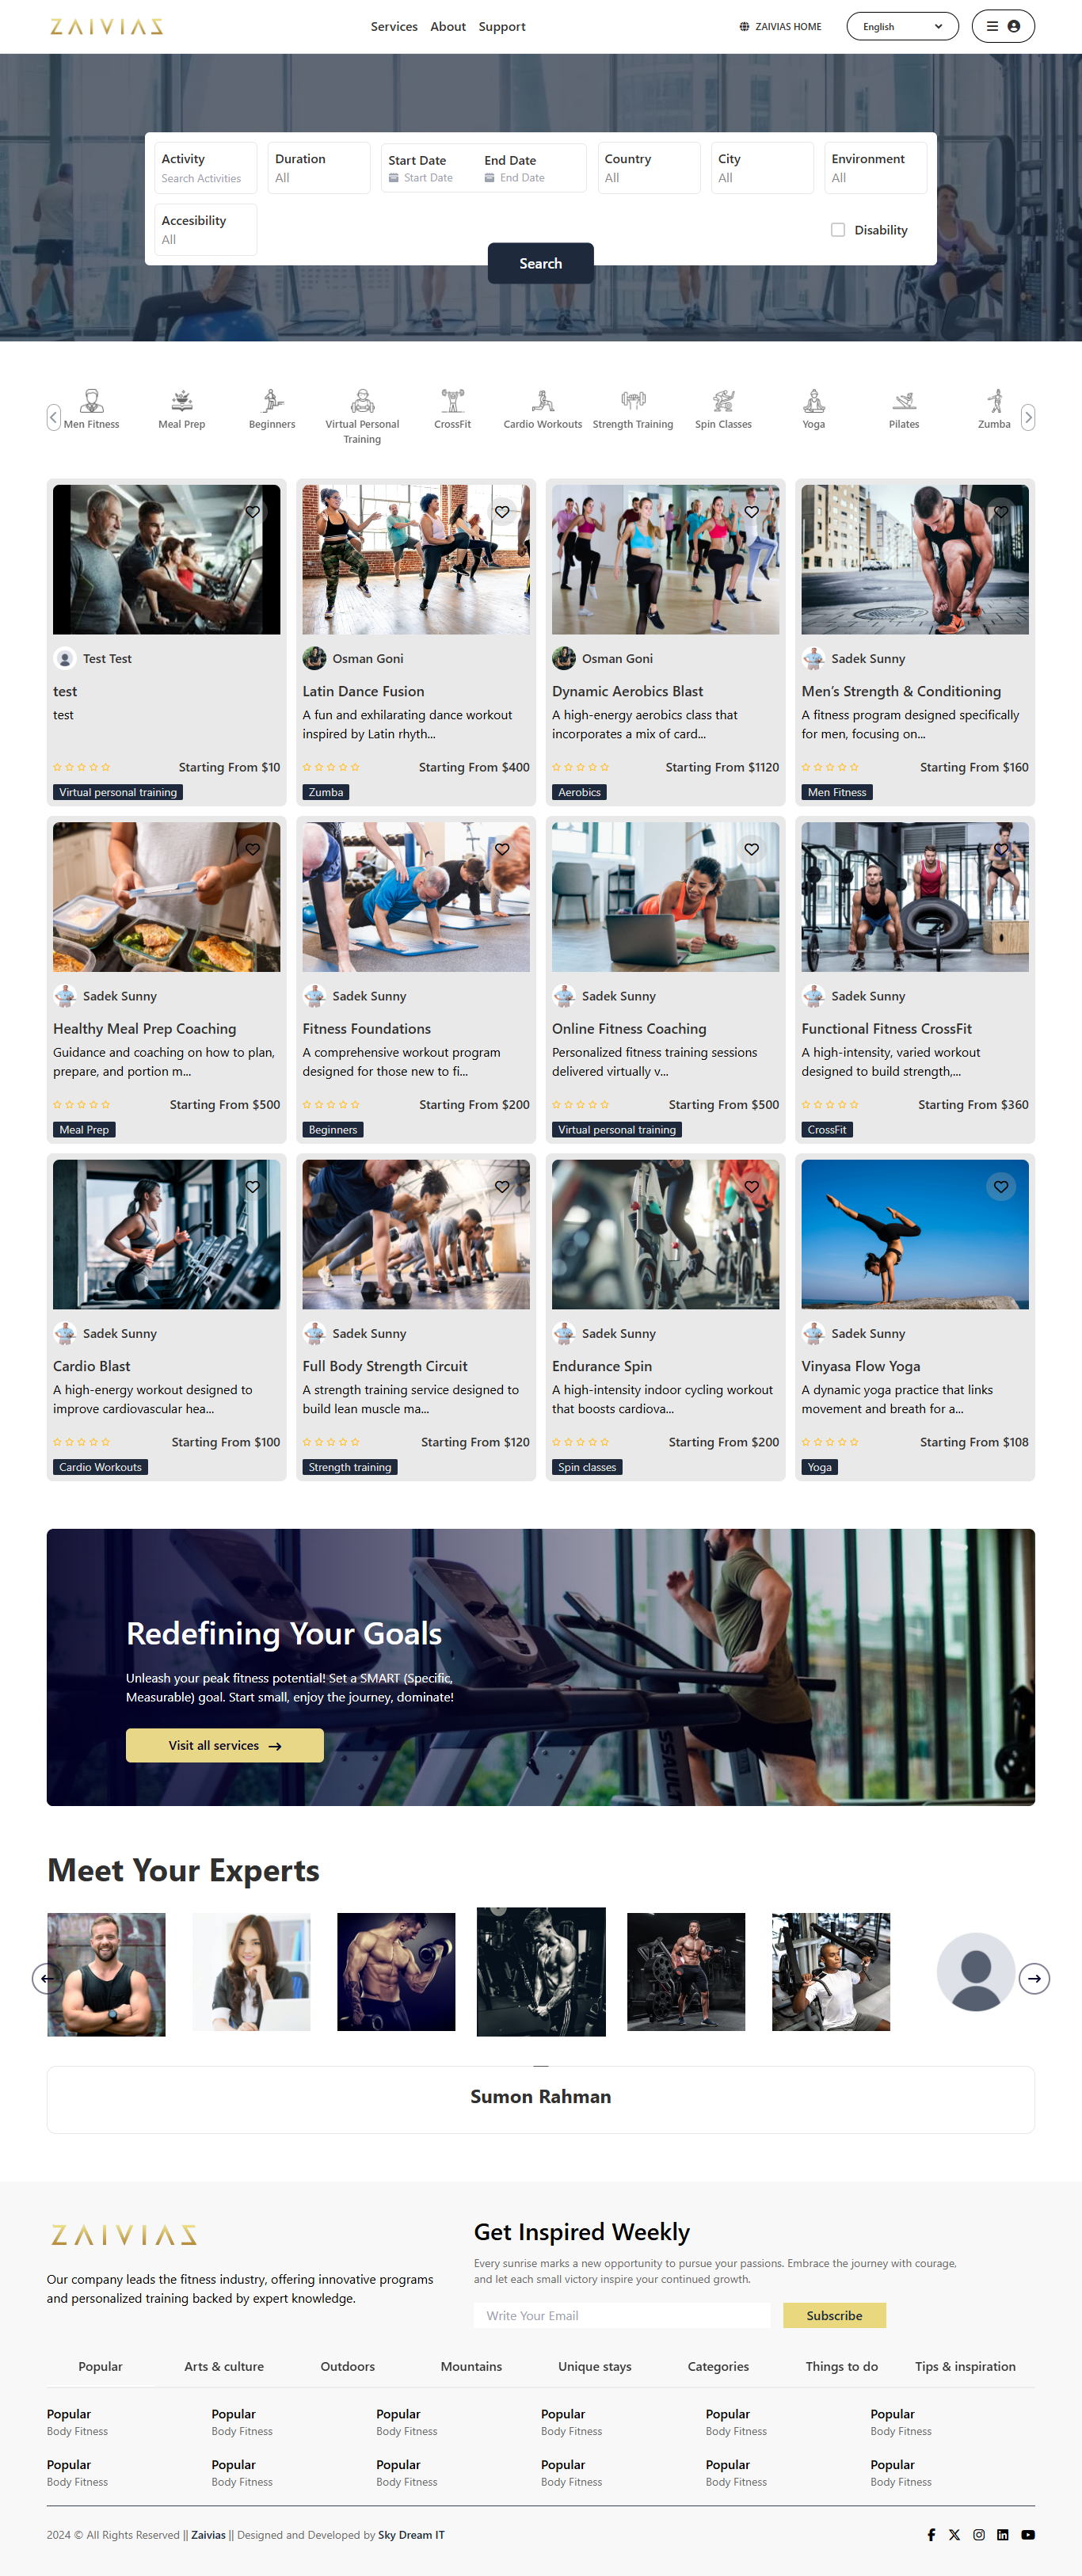 ZAIVIAS
Services About Support
ZAIVIAS HOME
English
Activity
Search Activities
Duration
All
Start Date
Start Date
End Date
End Date
Country
All
City
All
Environment
All
Accesibility
All
Disability
Search
Men Fitness
Meal Prep
Beginners
Virtual Personal
Training
CrossFit
Cardio Workouts
Strength Training
Spin Classes
Yoga
Pilates
Zumba
Test Test
test
test
Starting From $10
Virtual personal training
Osman Goni
Latin Dance Fusion
A fun and exhilarating dance workout
inspired by Latin rhyth...
Starting From $400
Zumba
Osman Goni
Dynamic Aerobics Blast
A high-energy aerobics class that
incorporates a mix of card...
Starting From $1120
Aerobics
Sadek Sunny
Men's Strength & Conditioning
A fitness program designed specifically
for men, focusing on...
Starting From $160
Men Fitness
Sadek Sunny
Healthy Meal Prep Coaching
Guidance and coaching on how to plan,
prepare, and portion m...
Starting From $500
Meal Prep
Sadek Sunny
Fitness Foundations
A comprehensive workout program
designed for those new to fi...
Starting From $200
Beginners
Sadek Sunny
Online Fitness Coaching
Personalized fitness training sessions
delivered virtually v...
Starting From $500
Virtual personal training
Sadek Sunny
Functional Fitness CrossFit
A high-intensity, varied workout
designed to build strength,...
Starting From $360
CrossFit
Sadek Sunny
Cardio Blast
A high-energy workout designed to
improve cardiovascular hea...
Starting From $100
Cardio Workouts
Sadek Sunny
Full Body Strength Circuit
A strength training service designed to
build lean muscle ma...
Starting From $120
Strength training
Sadek Sunny
Endurance Spin
A high-intensity indoor cycling workout
that boosts cardiova...
Starting From $200
Spin classes
Sadek Sunny
Vinyasa Flow Yoga
A dynamic yoga practice that links
movement and breath for a...
Starting From $108
Yoga
Redefining Your Goals
Unleash your peak fitness potential! Set a SMART (Specific,
Measurable) goal. Start small, enjoy the journey, dominate!
Visit all services
Meet Your Experts
Sumon Rahman
ZAIVIAS
Our company leads the fitness industry, offering innovative programs
and personalized training backed by expert knowledge.
Get Inspired Weekly
Every sunrise marks a new opportunity to pursue your passions. Embrace the journey with courage,
and let each small victory inspire your continued growth.
Write Your Email
Subscribe
Popular Arts & culture Outdoors Mountains Unique stays Categories Things to do Tips & inspiration
Popular Popular Popular Popular Popular Popular
Body Fitness Body Fitness Body Fitness Body Fitness Body Fitness Body Fitness
Popular Popular Popular Popular Popular Popular
Body Fitness Body Fitness Body Fitness Body Fitness Body Fitness Body Fitness
2024 © All Rights Reserved || Zaivias || Designed and Developed by Sky Dream IT